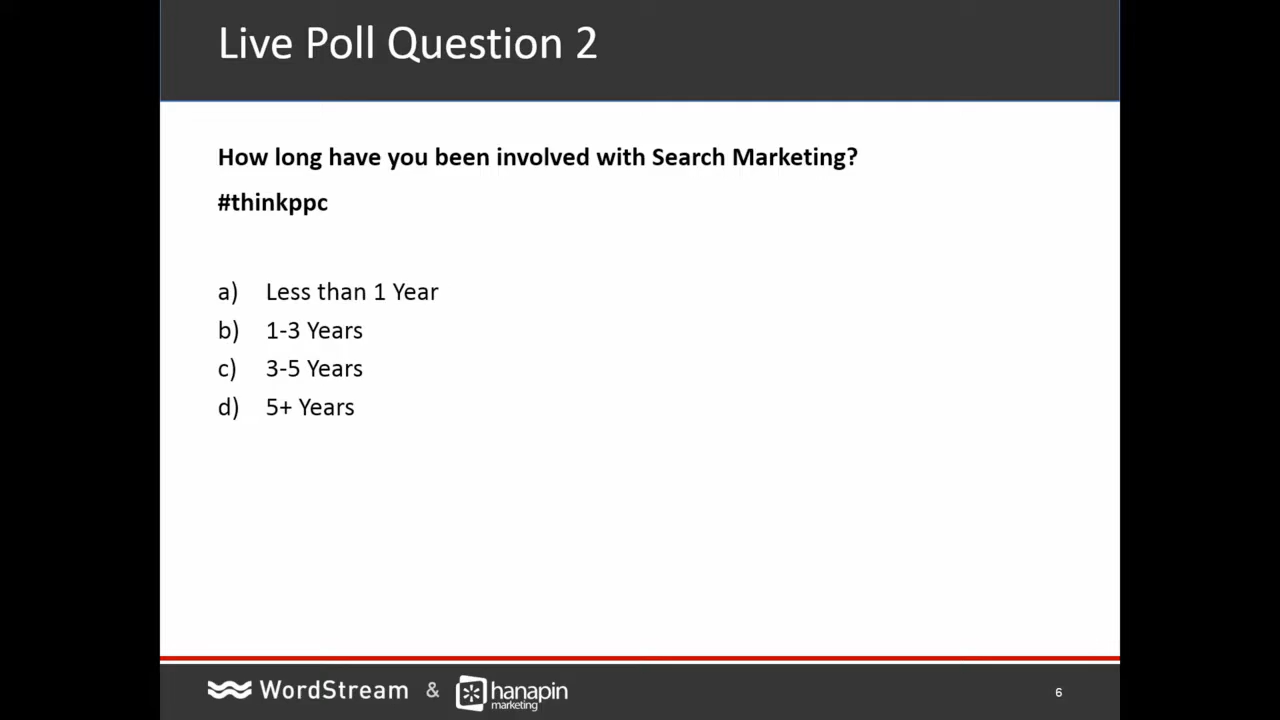 Live Poll Question 2
How long have you been involved with Search Marketing?
#thinkppc
a) Less than 1 Year
b) 1-3 Years
c) 3-5 Years
d) 5+ Years
WordStream & hanapin marketing
6